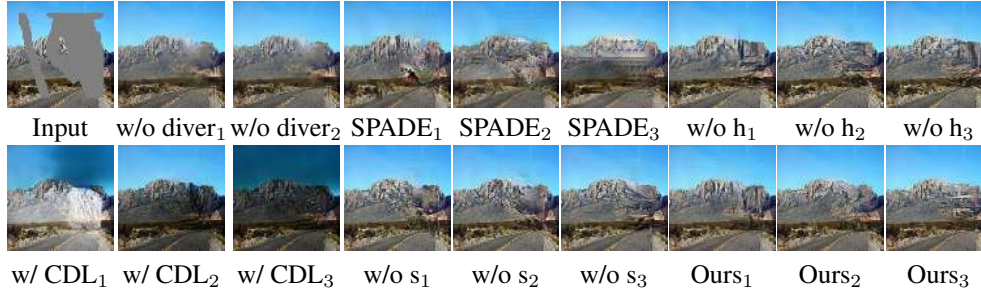 Input w/o diver₁ w/o diver₂ SPADE₁ SPADE₂ SPADE₃ w/o h₁ w/o h₂ w/o h₃
w/ CDL₁ w/ CDL₂ w/ CDL₃ w/o s₁ w/o s₂ w/o s₃ Ours₁ Ours₂ Ours₃